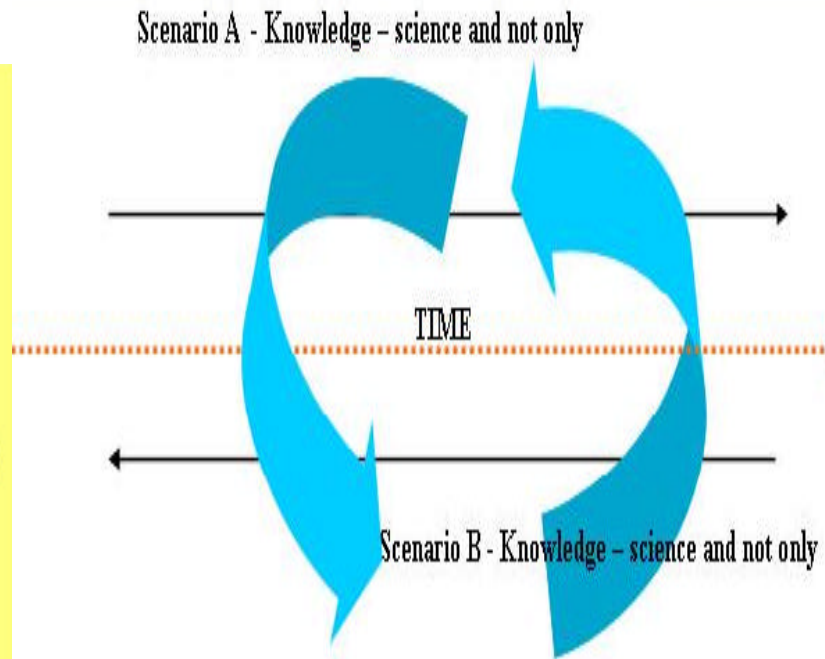 Scenario A - Knowledge – science and not only
TIME
Scenario B - Knowledge – science and not only